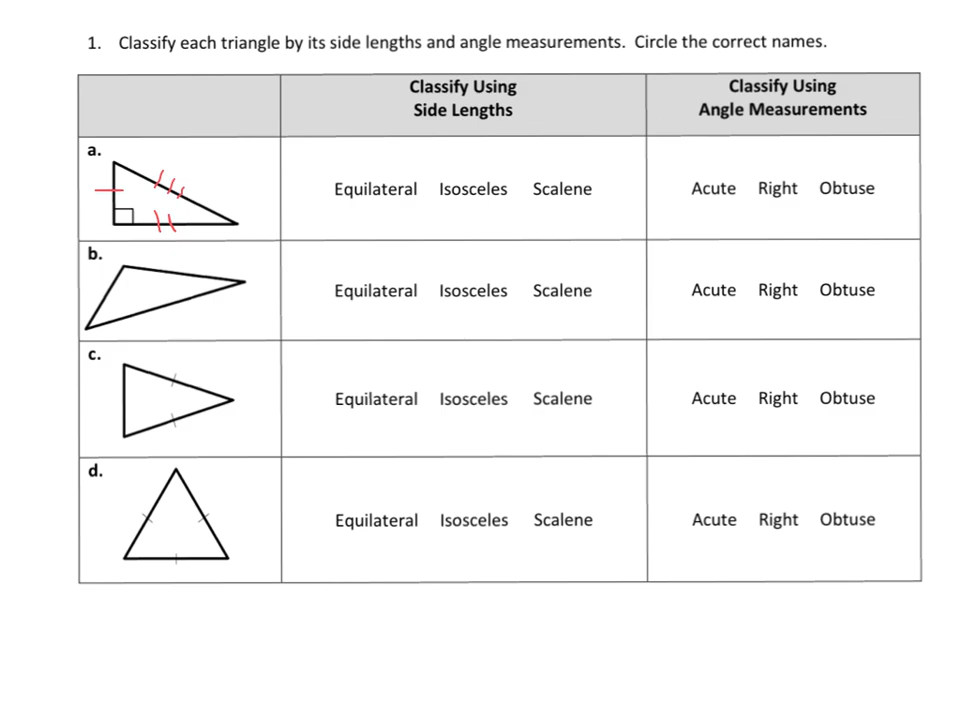 1. Classify each triangle by its side lengths and angle measurements. Circle the correct names.
Classify Using
Side Lengths
Classify Using
Angle Measurements
a.
Equilateral Isosceles Scalene
Acute Right Obtuse
b.
Equilateral Isosceles Scalene
Acute Right Obtuse
c.
Equilateral Isosceles Scalene
Acute Right Obtuse
d.
Equilateral Isosceles Scalene
Acute Right Obtuse